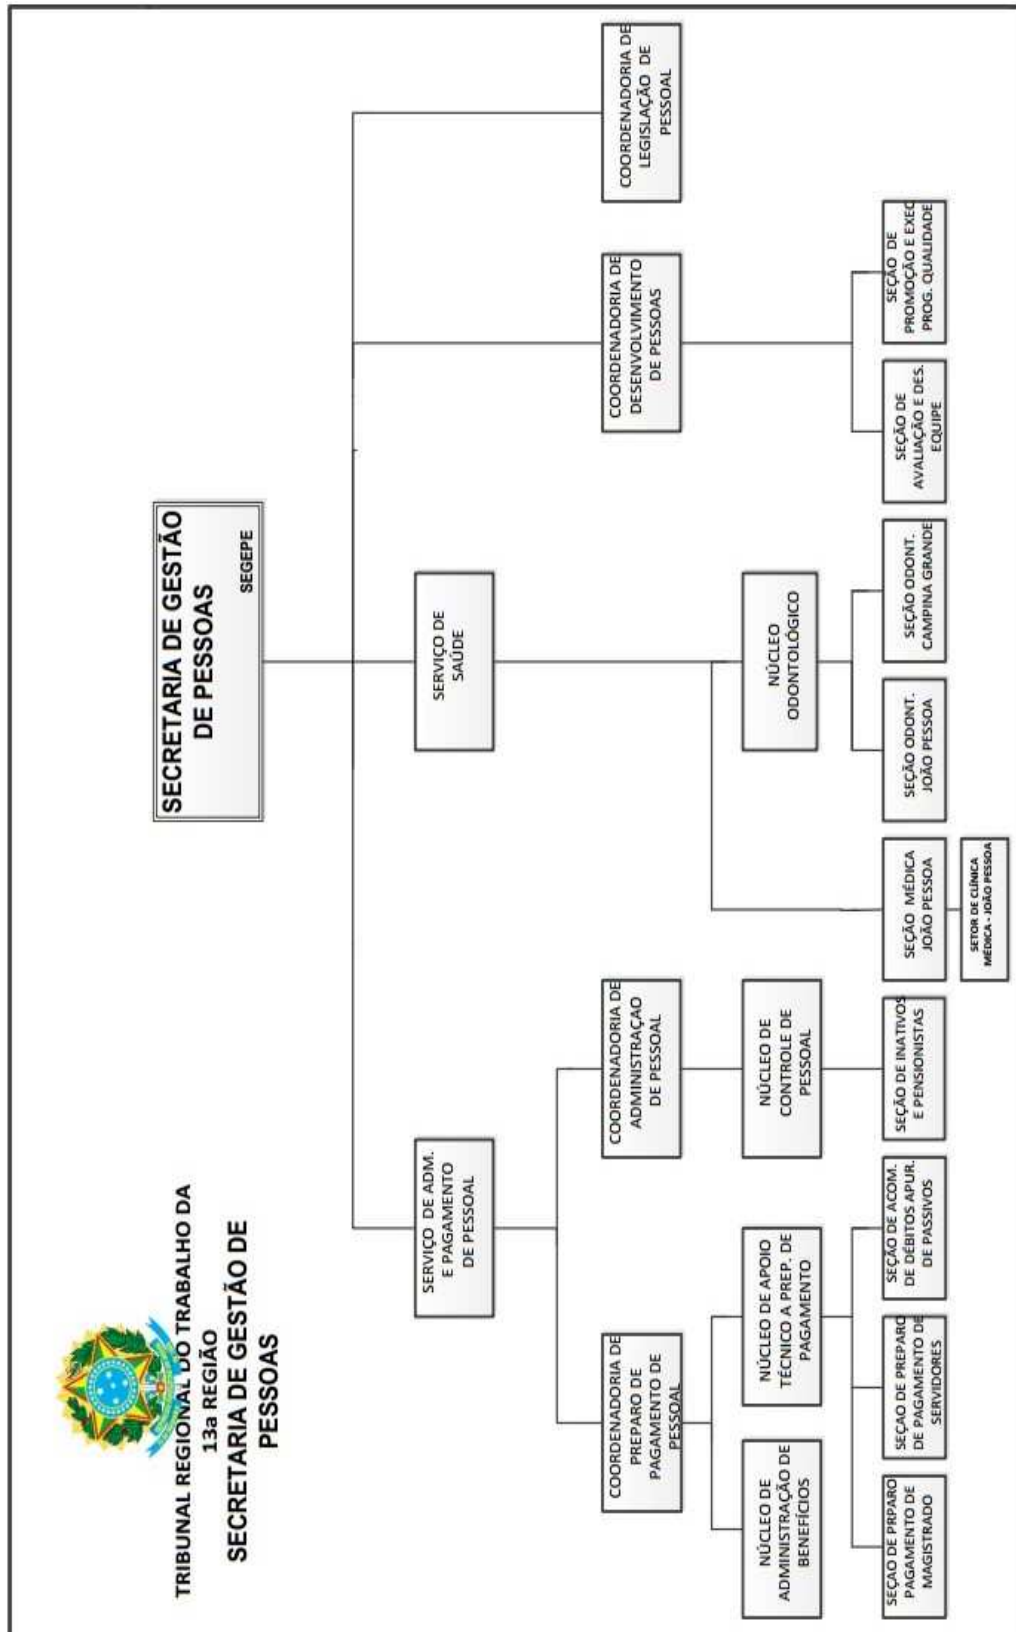 TRIBUNAL REGIONAL DO TRABALHO DA
13a REGIÃO
SECRETARIA DE GESTÃO DE
PESSOAS
SECRETARIA DE GESTÃO
DE PESSOAS
SEGEPE
SERVIÇO DE ADM.
E PAGAMENTO
DE PESSOAL
SERVIÇO DE
SAÚDE
COORDENADORIA DE
PREPARO DE
PAGAMENTO DE
PESSOAL
COORDENADORIA DE
ADMINISTRAÇAO
DE PESSOAL
COORDENADORIA DE
DESENVOLVIMENTO
DE PESSOAS
COORDENADORIA DE
LEGISLAÇÃO DE
PESSOAL
NÚCLEO DE
ADMINISTRAÇÃO DE
BENEFÍCIOS
NÚCLEO DE APOIO
TÉCNICO A PREP. DE
PAGAMENTO
NÚCLEO DE
CONTROLE DE
PESSOAL
NÚCLEO
ODONTOLÓGICO
SEÇAO DE PRPARO
PAGAMENTO DE
MAGISTRADO
SEÇAO DE PREPARO
DE PAGAMENTO DE
SERVIDORES
SEÇÃO DE ACOM.
DE DÉBITOS APUR.
DE PASSIVOS
SEÇÃO DE INATIVOS
E PENSIONISTAS
SEÇÃO MÉDICA
JOÃO PESSOA
SEÇÃO ODONT.
JOÃO PESSOA
SEÇÃO ODONT.
CAMPINA GRANDE
SEÇÃO DE
AVALIAÇÃO E DES.
EQUIPE
SEÇÃO DE
PROMOÇÃO E EXEC
PROG. QUALIDADE
SETOR DE CLÍNICA
MÉDICA - JOÃO PESSOA